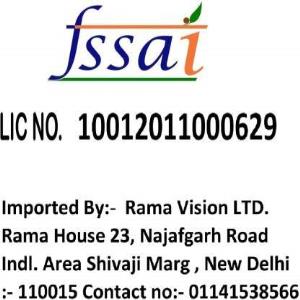 fssai
LIC NO. 10012011000629
Imported By:- Rama Vision LTD.
Rama House 23, Najafgarh Road
Indl. Area Shivaji Marg , New Delhi
:- 110015 Contact no:- 01141538566